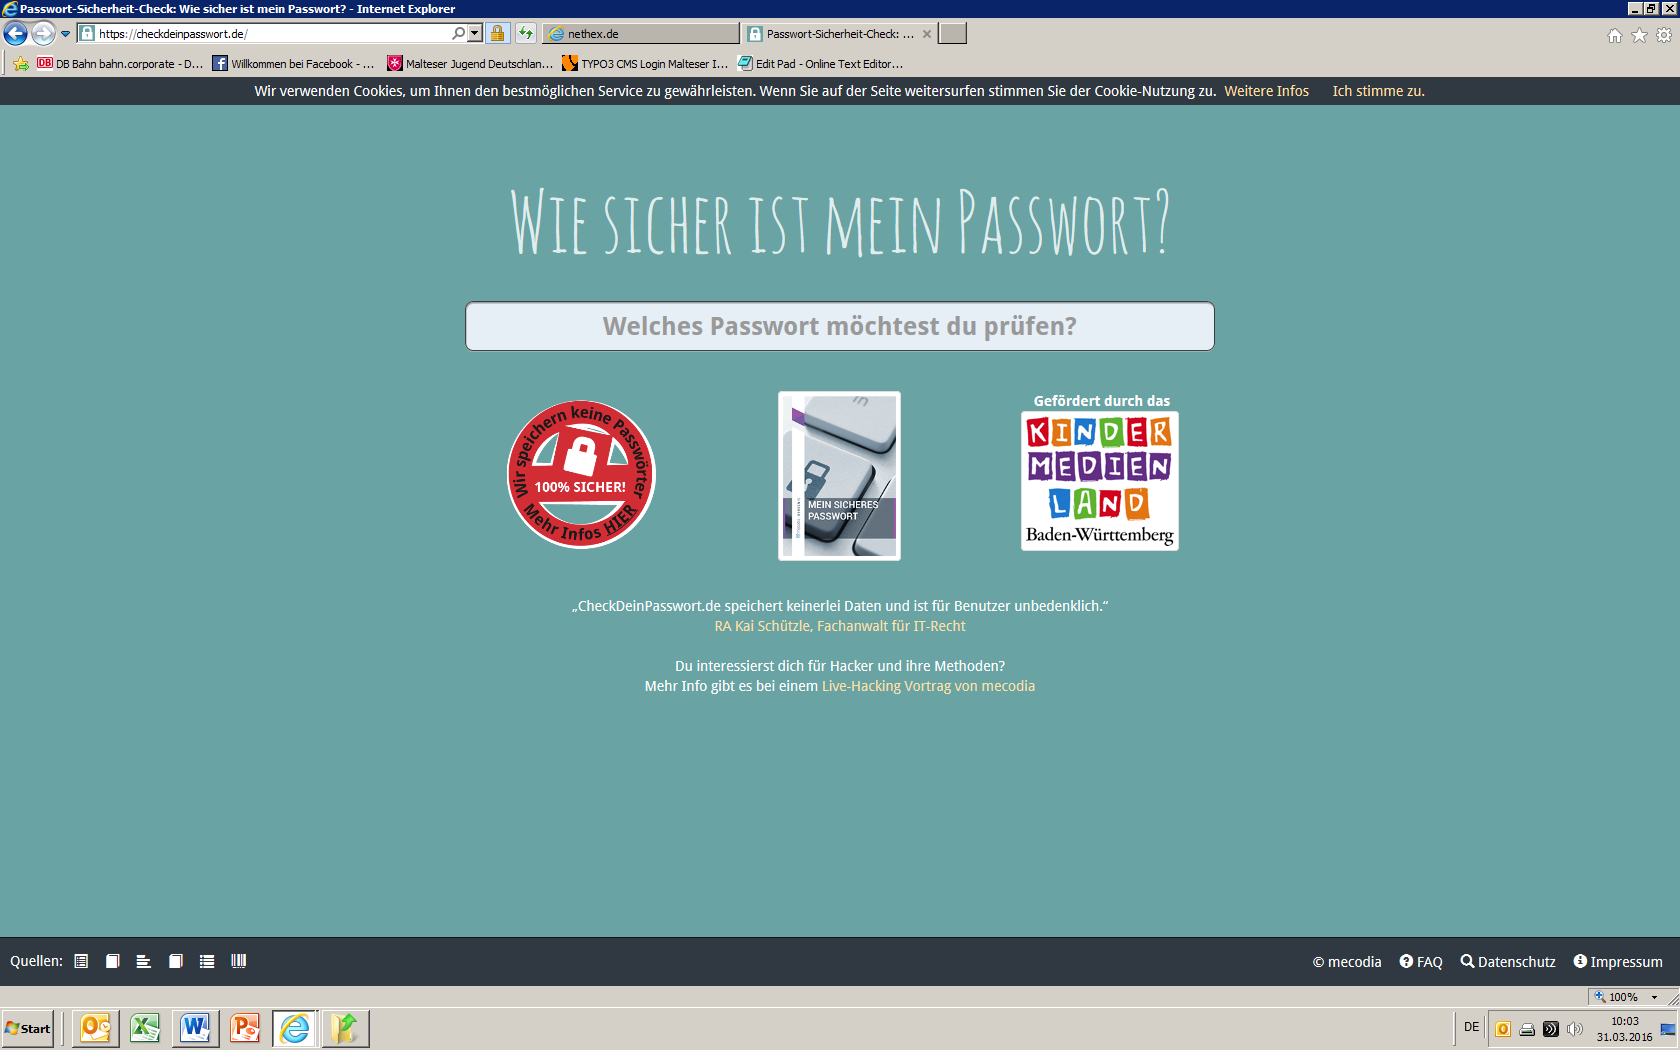 Passwort-Sicherheit-Check: Wie sicher ist mein Passwort? - Internet Explorer
https://checkdeinpasswort.de/
nethex.de
Passwort-Sicherheit-Check: ...
DB Bahn bahn.corporate - D...
Willkommen bei Facebook - ...
Malteser Jugend Deutschlan...
TYPO3 CMS Login Malteser I...
Edit Pad - Online Text Editor...
Wir verwenden Cookies, um Ihnen den bestmöglichen Service zu gewährleisten. Wenn Sie auf der Seite weitersurfen stimmen Sie der Cookie-Nutzung zu. Weitere Infos Ich stimme zu.
Wie sicher ist mein Passwort?
Welches Passwort möchtest du prüfen?
Wir speichern keine Passwörter
100% SICHER!
Mehr Infos HIER
MEIN SICHERES
PASSWORT
Gefördert durch das
KINDER
MEDIEN
LAND
Baden-Württemberg
„CheckDeinPasswort.de speichert keinerlei Daten und ist für Benutzer unbedenklich.“
RA Kai Schützle, Fachanwalt für IT-Recht
Du interessierst dich für Hacker und ihre Methoden?
Mehr Info gibt es bei einem Live-Hacking Vortrag von mecodia
Quellen:
© mecodia FAQ Datenschutz Impressum
100%
Start
DE
10:03
31.03.2016